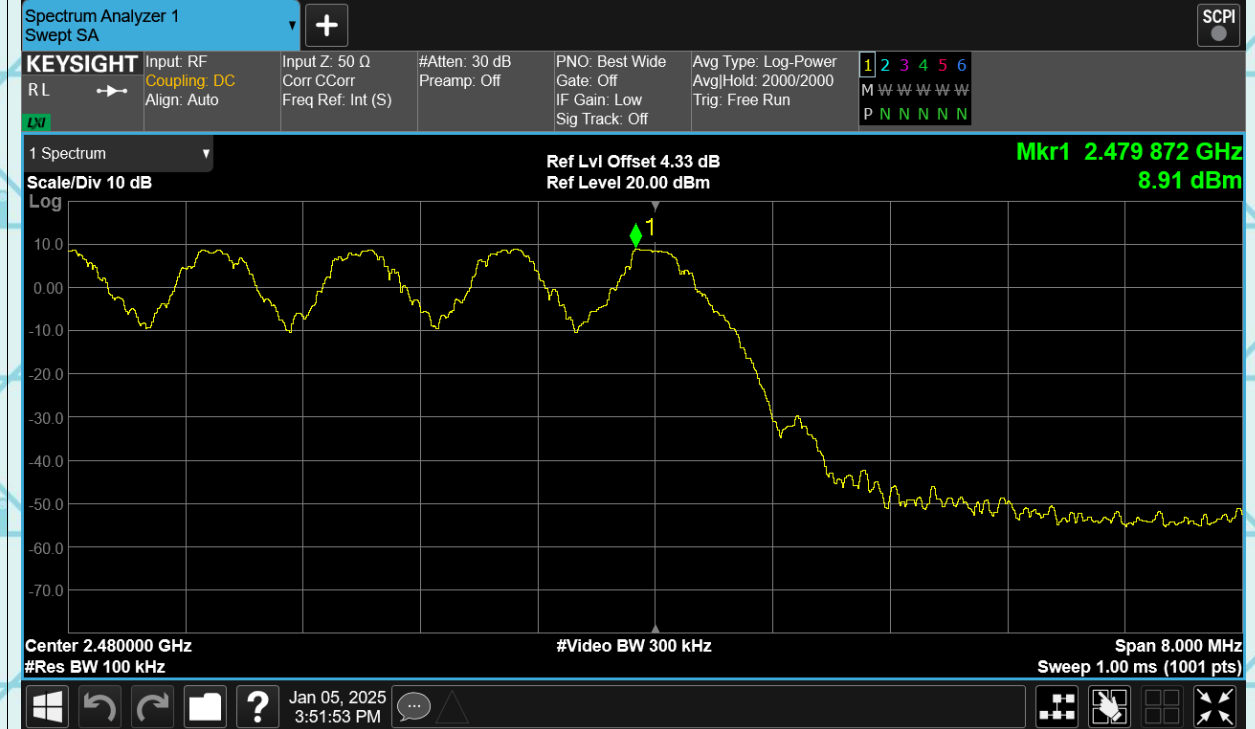 Spectrum Analyzer 1
Swept SA
SCPI
KEYSIGHT
RL
LXI
Input: RF
Coupling: DC
Align: Auto
Input Z: 50 Ω
Corr CCorr
Freq Ref: Int (S)
#Atten: 30 dB
Preamp: Off
PNO: Best Wide
Gate: Off
IF Gain: Low
Sig Track: Off
Avg Type: Log-Power
Avg|Hold: 2000/2000
Trig: Free Run
1 2 3 4 5 6
M W W W W W
P N N N N N
1 Spectrum
Scale/Div 10 dB
Log
Ref Lvl Offset 4.33 dB
Ref Level 20.00 dBm
Mkr1 2.479 872 GHz
8.91 dBm
1
10.0
0.00
-10.0
-20.0
-30.0
-40.0
-50.0
-60.0
-70.0
Center 2.480000 GHz
#Res BW 100 kHz
#Video BW 300 kHz
Span 8.000 MHz
Sweep 1.00 ms (1001 pts)
?
Jan 05, 2025
3:51:53 PM